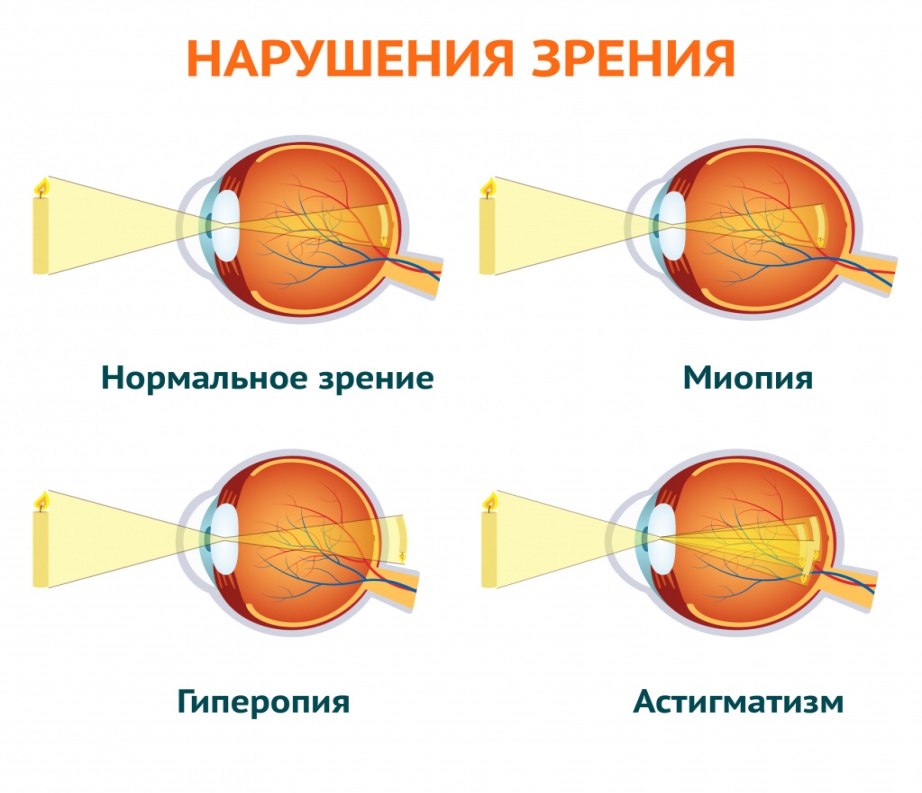 НАРУШЕНИЯ ЗРЕНИЯ
Нормальное зрение
Миопия
Гиперопия
Астигматизм